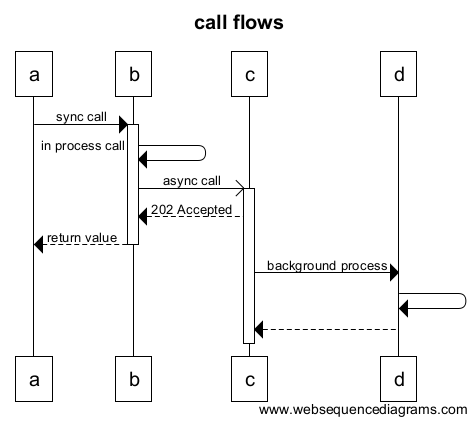 call flows
a b c d
sync call
in process call
async call
202 Accepted
return value
background process
a b c d
www.websequencediagrams.com